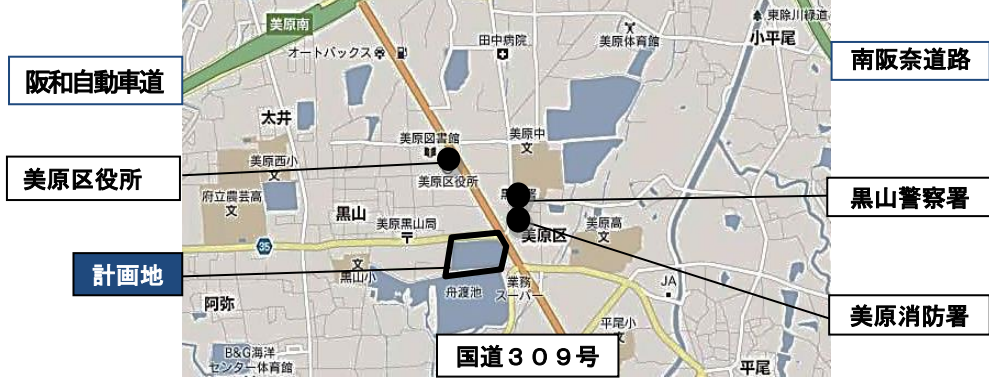 美原南
東除川緑道
小平尾
オートバックス
田中病院
美原体育館
南阪奈道路
阪和自動車道
太井
美原図書館
美原中
文
美原西小
文
美原区役所
美原区役所
府立農芸高
文
黒山警察署
黒山
美原黒山局
美原区
美原高
文
35
計画地
文
黒山小
舟渡池
業務
スーパー
JA
阿弥
美原消防署
平尾小
文
国道309号
B&G海洋
センター体育館
平尾